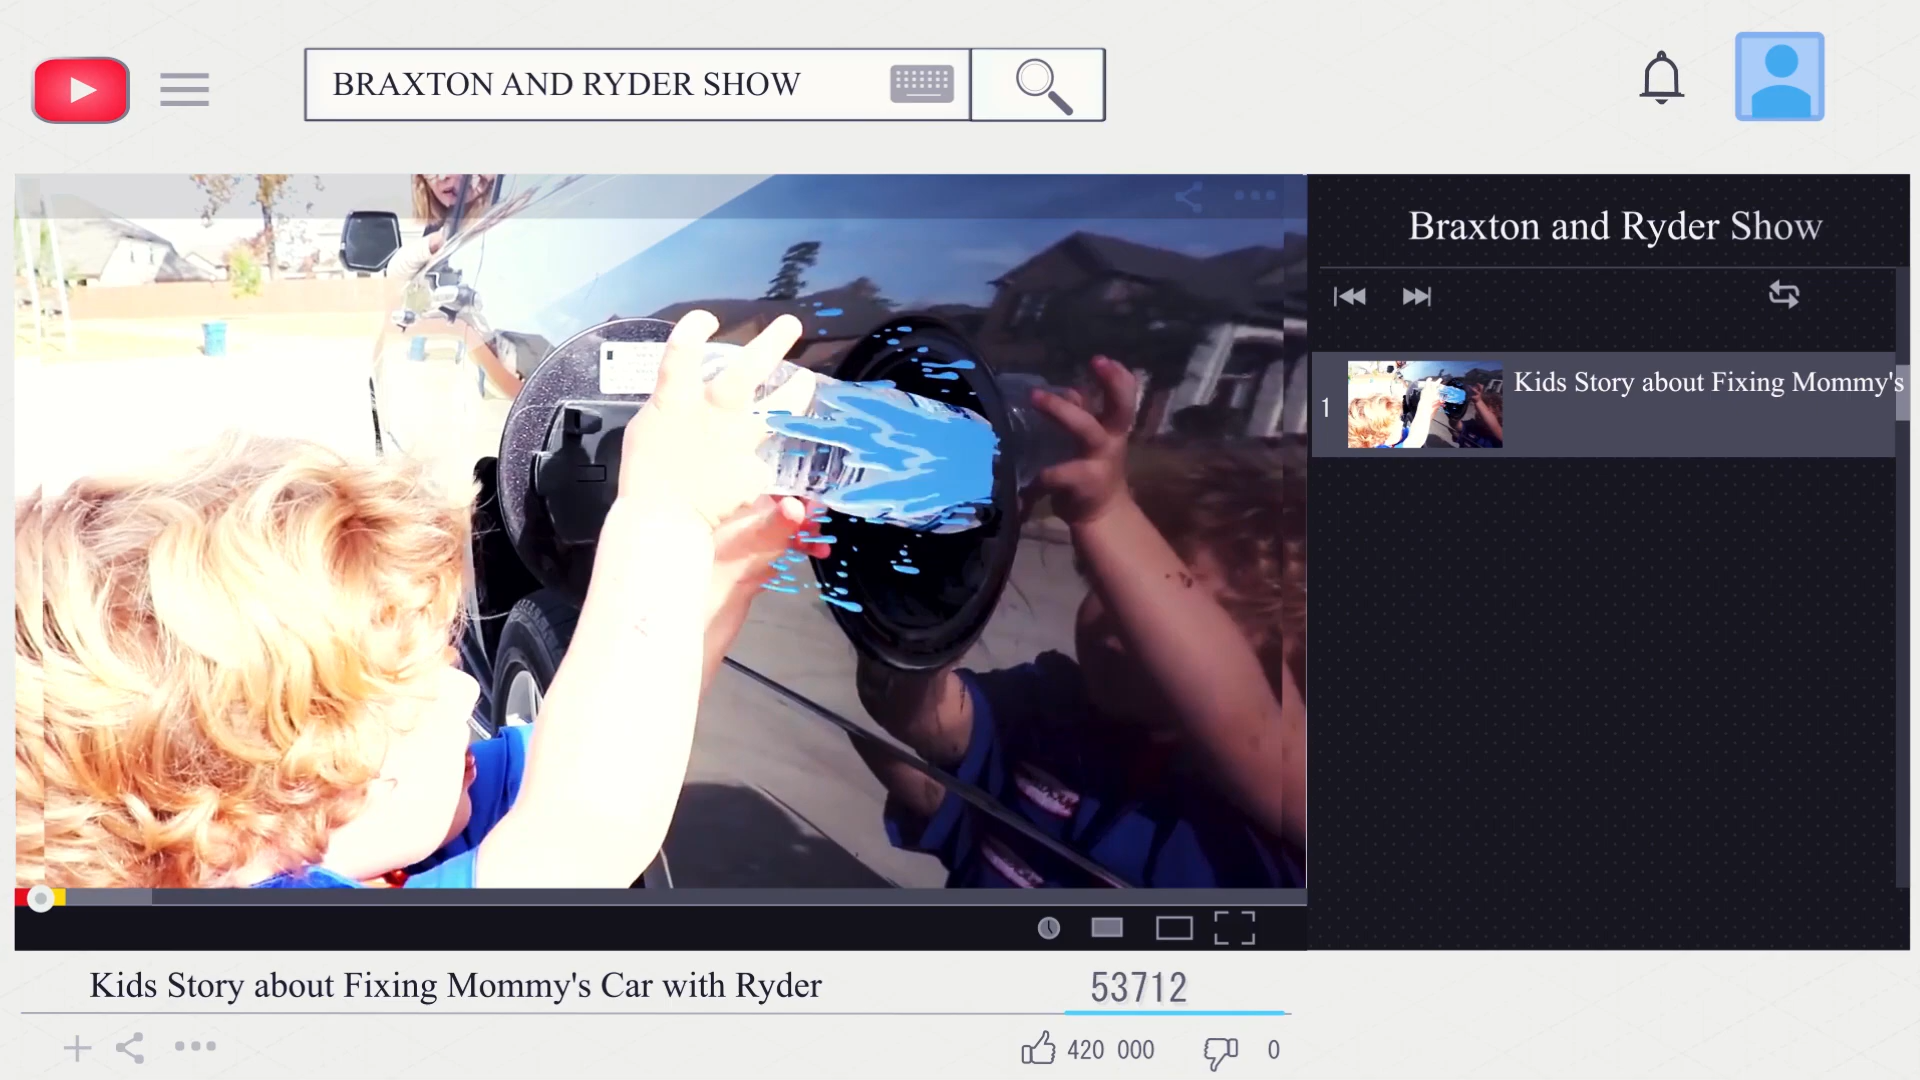 BRAXTON AND RYDER SHOW
Braxton and Ryder Show
1
Kids Story about Fixing Mommy's
Kids Story about Fixing Mommy's Car with Ryder
53712
420 000
0